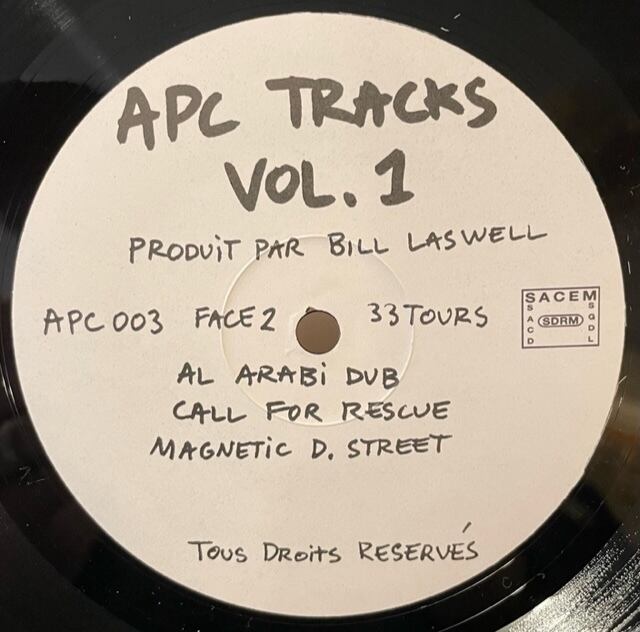 APC TRACKS
VOL. 1
PRODUiT PAR BiLL LASWELL
APC 003 FACE 2 33 TOURS
SACEM
SACD
SDRM
SGDL
AL ARABi DUB
CALL FOR RESCUE
MAGNETiC D. STREET
TOUS DROiTS RESERVÉS